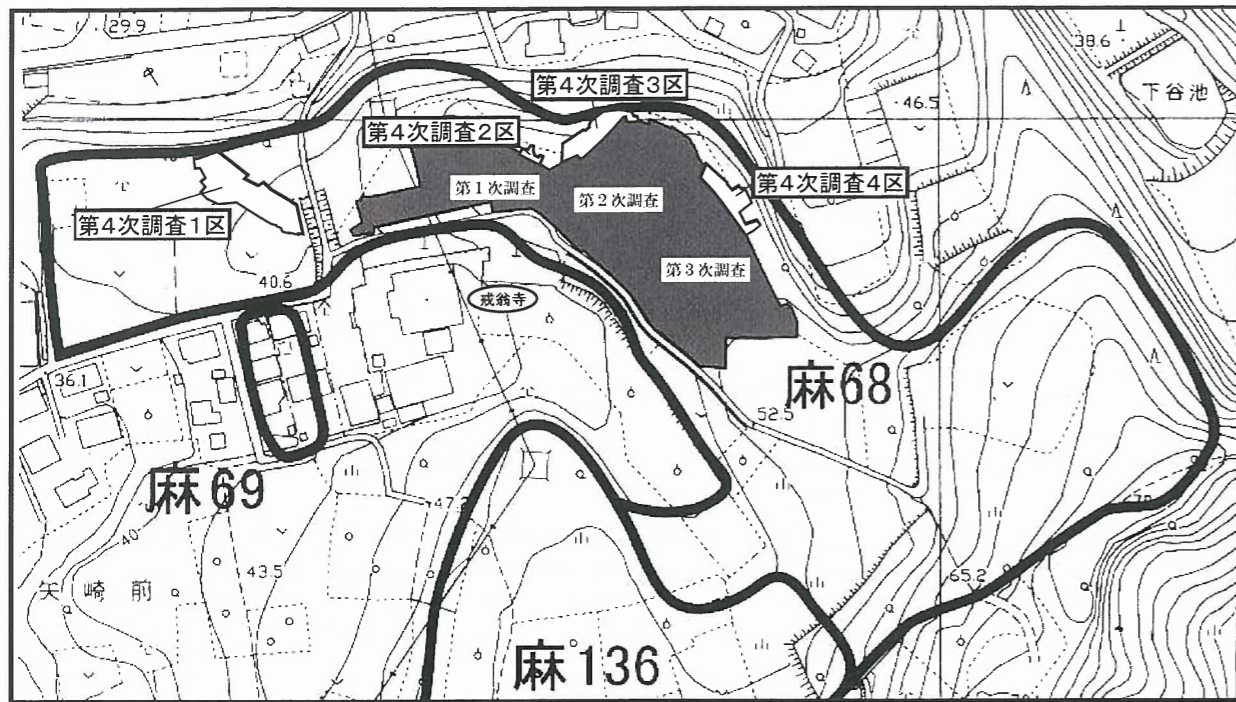 29.9
38.6
下谷池
第4次調査3区
・46.5
第4次調査2区
第4次調査4区
第1次調査
第2次調査
第4次調査1区
第3次調査
40.6
戒翁寺
36.1
麻68
52.5
麻69
47.2
40
43.5
矢崎前
65.2
麻136